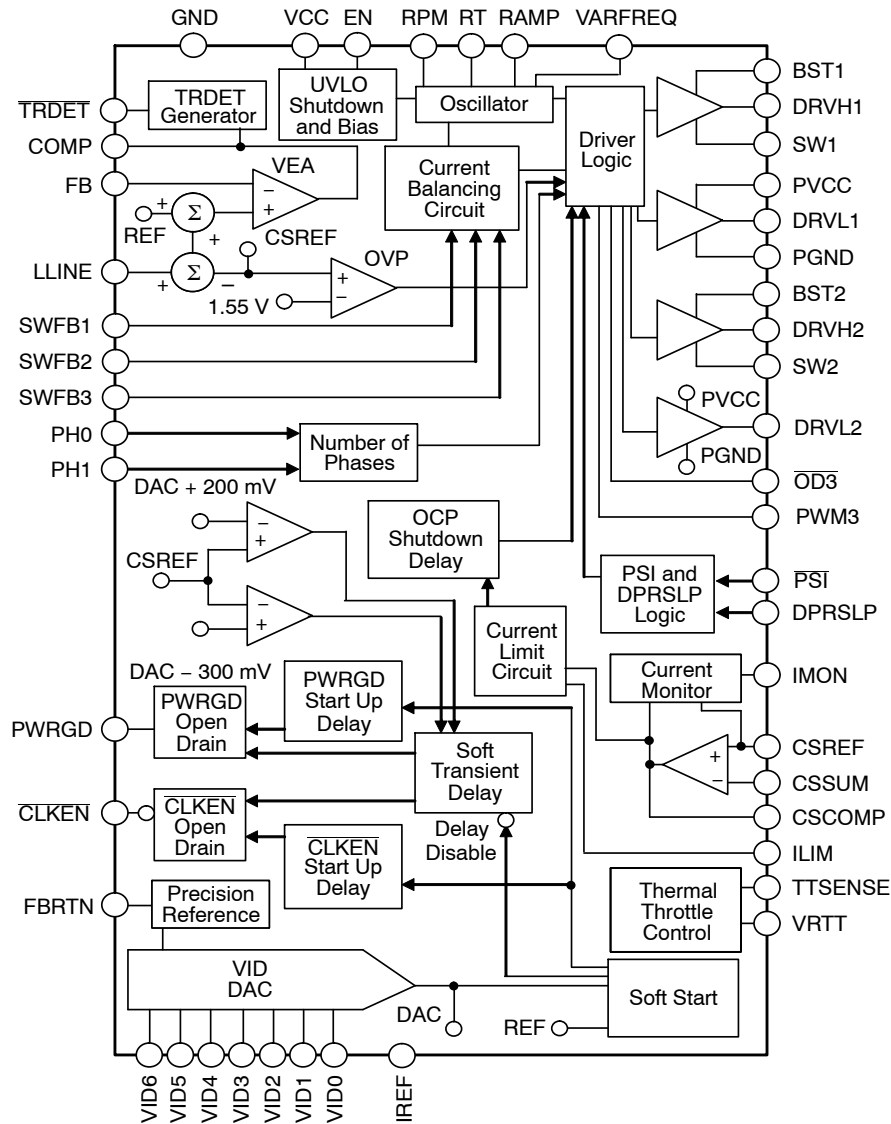 GND
VCC
EN
RPM
RT
RAMP
VARFREQ
TRDET
COMP
FB
LLINE
SWFB1
SWFB2
SWFB3
PH0
PH1
TRDET
Generator
UVLO
Shutdown
and Bias
Oscillator
Current
Balancing
Circuit
Driver
Logic
VEA
−
+
+
Σ
REF
+
CSREF
+
Σ
−
OVP
+
−
1.55 V
Number of
Phases
BST1
DRVH1
SW1
PVCC
DRVL1
PGND
BST2
DRVH2
SW2
PVCC
DRVL2
PGND
OD3
PWM3
DAC + 200 mV
−
+
CSREF
−
+
DAC − 300 mV
OCP
Shutdown
Delay
PSI and
DPRSLP
Logic
PSI
DPRSLP
Current
Limit
Circuit
Current
Monitor
IMON
+
−
CSREF
CSSUM
CSCOMP
ILIM
PWRGD
PWRGD
Open
Drain
PWRGD
Start Up
Delay
Soft
Transient
Delay
CLKEN
CLKEN
Open
Drain
CLKEN
Start Up
Delay
Delay
Disable
Thermal
Throttle
Control
TTSENSE
VRTT
FBRTN
Precision
Reference
VID
DAC
DAC
REF
Soft Start
VID6
VID5
VID4
VID3
VID2
VID1
VID0
IREF